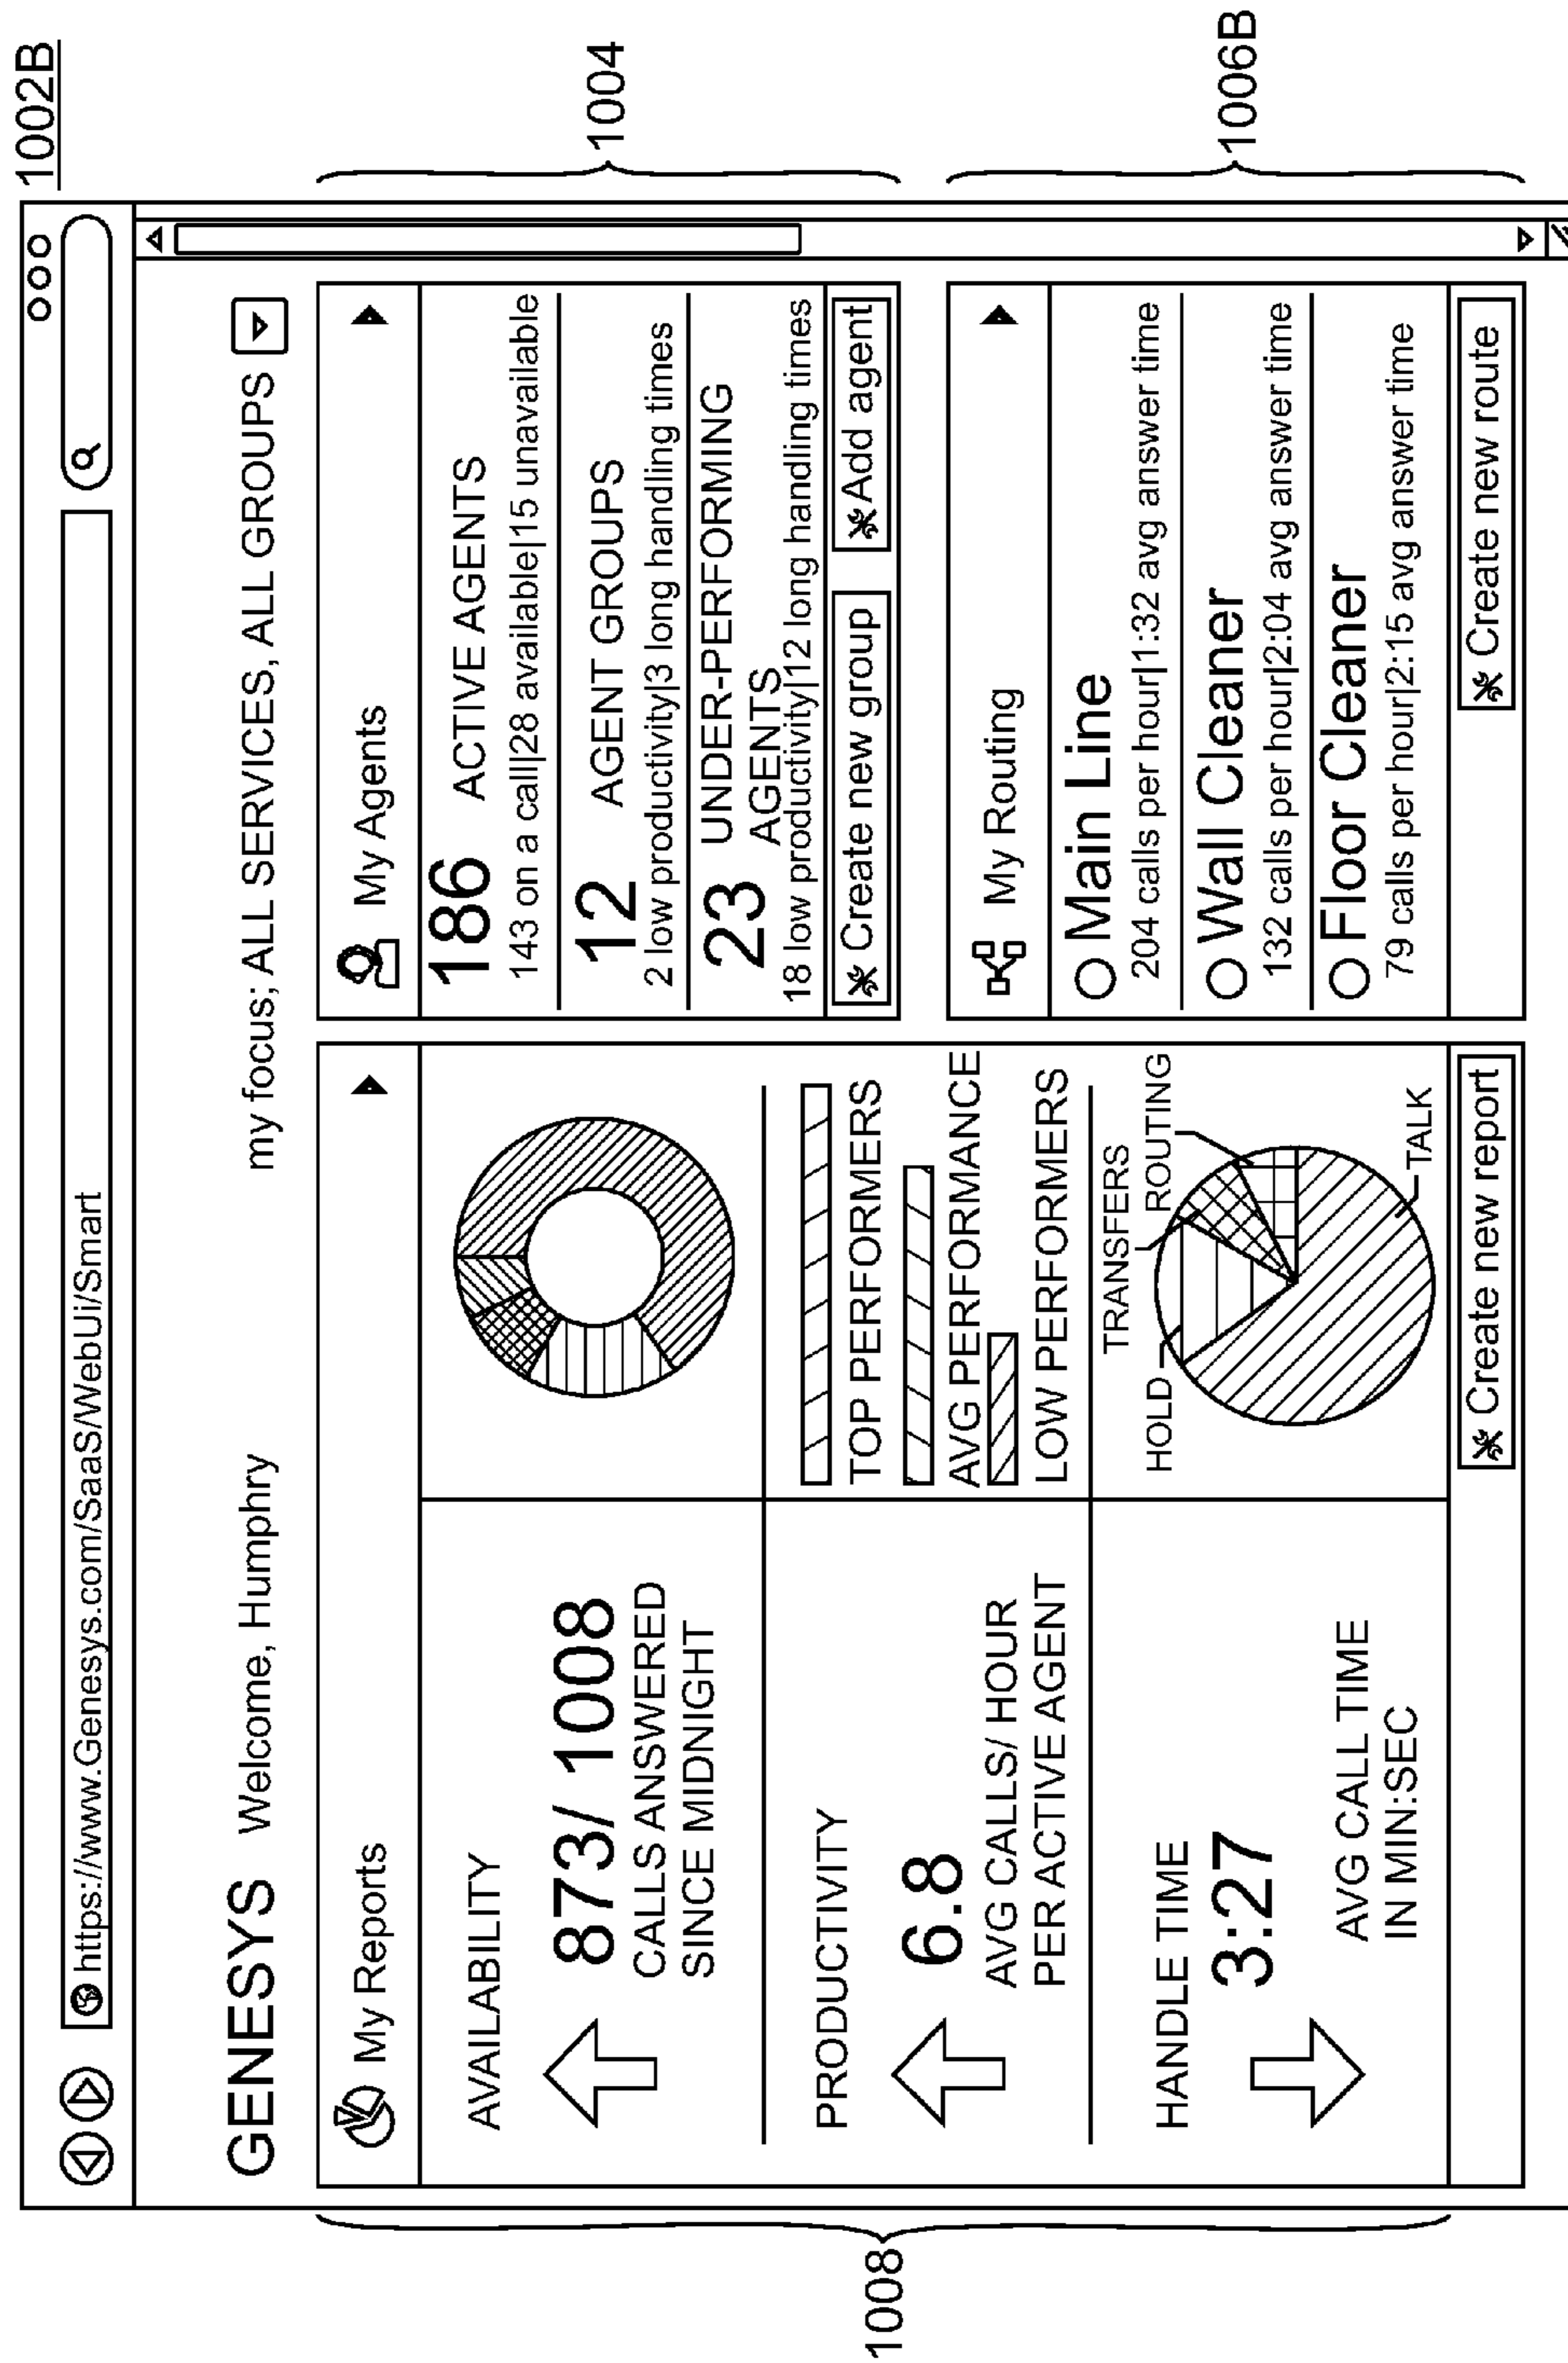 1002B
https://www.Genesys.com/SaaS/WebUi/Smart
GENESYS Welcome, Humphry my focus; ALL SERVICES, ALL GROUPS
My Reports
AVAILABILITY
873/ 1008
CALLS ANSWERED
SINCE MIDNIGHT
PRODUCTIVITY
6.8
AVG CALLS/ HOUR
PER ACTIVE AGENT
TOP PERFORMERS
AVG PERFORMANCE
LOW PERFORMERS
HANDLE TIME
3:27
AVG CALL TIME
IN MIN:SEC
TRANSFERS
HOLD
ROUTING
TALK
Create new report
1008
My Agents
186 ACTIVE AGENTS
143 on a call|28 available|15 unavailable
12 AGENT GROUPS
2 low productivity|3 long handling times
23 UNDER-PERFORMING
AGENTS
18 low productivity|12 long handling times
Create new group
Add agent
1004
My Routing
Main Line
204 calls per hour|1:32 avg answer time
Wall Cleaner
132 calls per hour|2:04 avg answer time
Floor Cleaner
79 calls per hour|2:15 avg answer time
Create new route
1006B